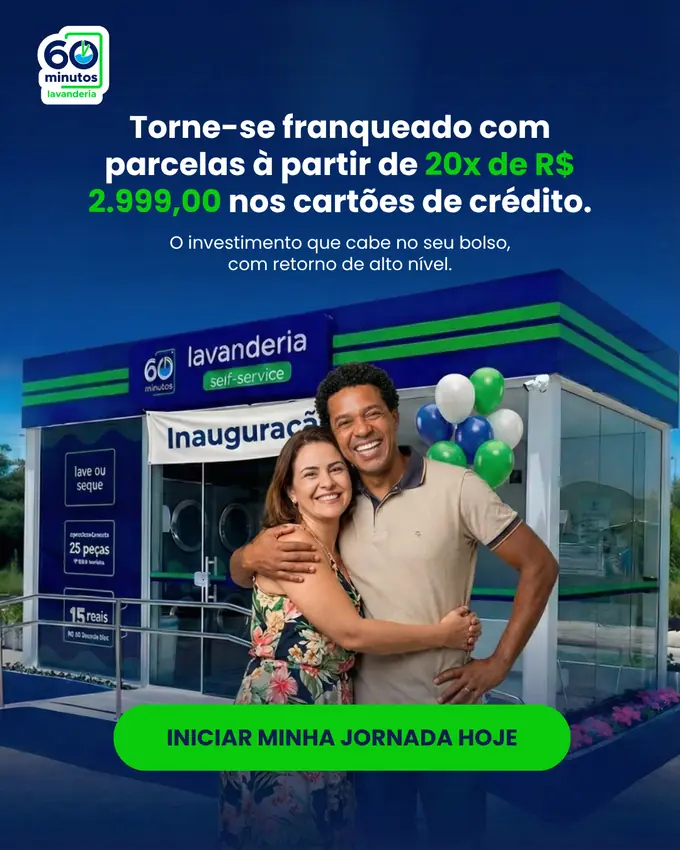 60
minutos
lavanderia
Torne-se franqueado com
parcelas à partir de 20x de R$
2.999,00 nos cartões de crédito.
O investimento que cabe no seu bolso,
com retorno de alto nível.
60
minutos
lavanderia
self-service
Inauguraçã
lave ou
seque
25 peças
15 reais
INICIAR MINHA JORNADA HOJE